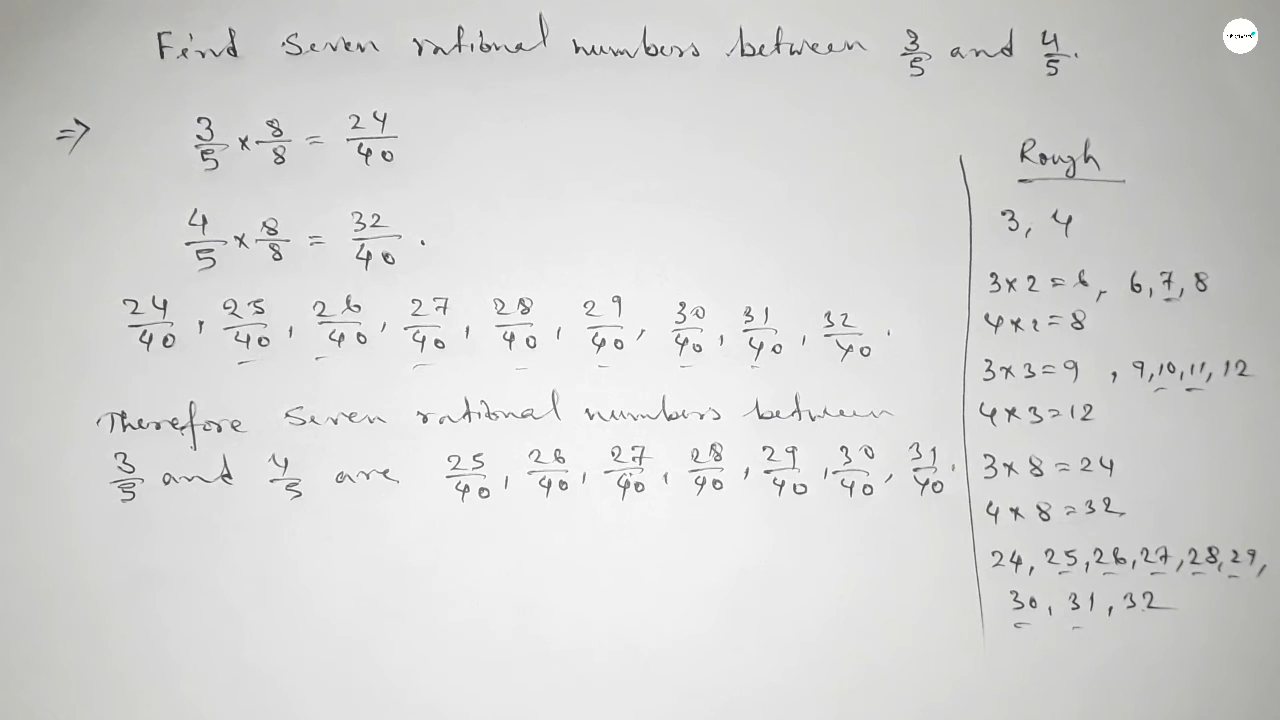 Find seven rational numbers between 3/5 and 4/5.
⇒ 3/5 × 8/8 = 24/40
4/5 × 8/8 = 32/40 .
24/40, 25/40, 26/40, 27/40, 28/40, 29/40, 30/40, 31/40, 32/40.
Therefore seven rational numbers between
3/5 and 4/5 are 25/40, 26/40, 27/40, 28/40, 29/40, 30/40, 31/40.
Rough
3, 4
3×2=6, 6,7,8
4×2=8
3×3=9 , 9,10,11,12
4×3=12
3×8=24
4×8=32
24,25,26,27,28,29,
30,31,32